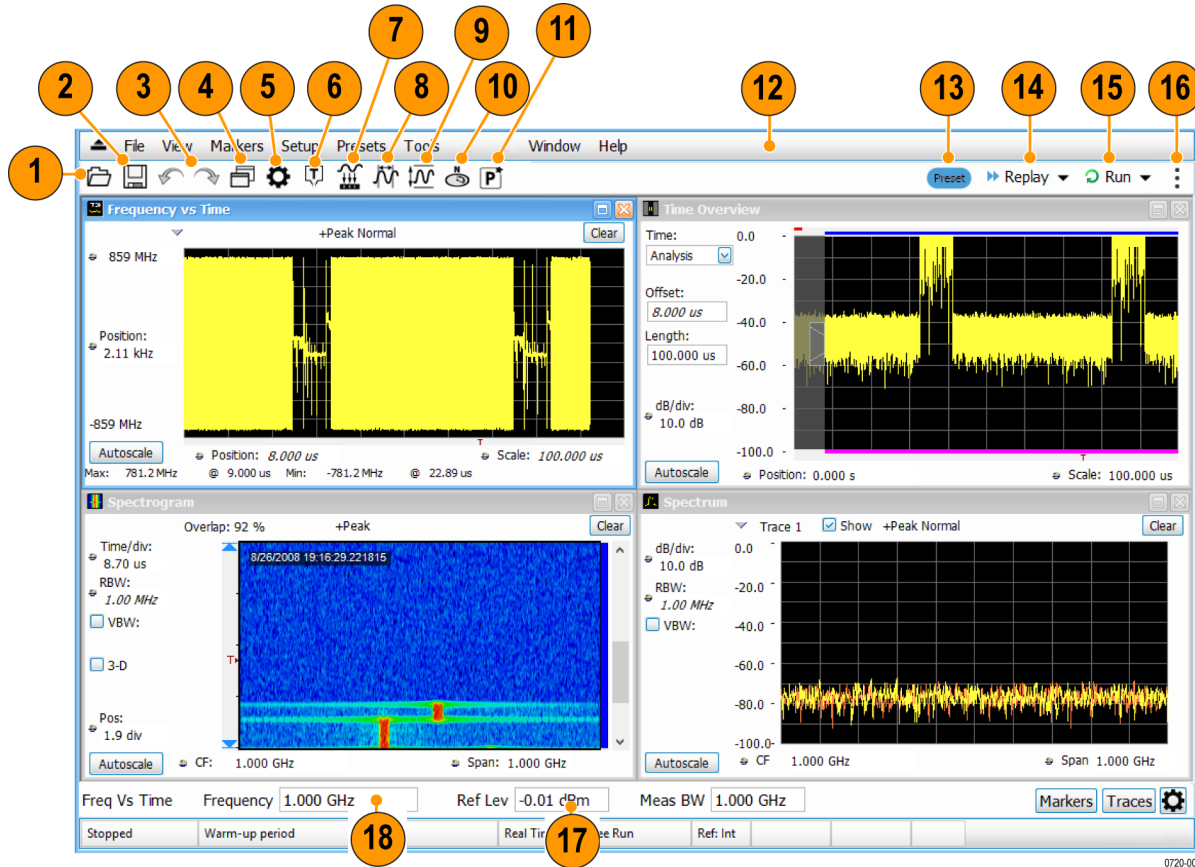 7
9
11
2
3
4
5
6
8
10
12
13
14
15
16
1
File View Markers Setup Presets Tools Window Help
T
N
P
Preset Replay Run
Frequency vs Time
+Peak Normal
Clear
859 MHz
Position:
2.11 kHz
-859 MHz
Autoscale
T
Position: 8.000 us
Scale: 100.000 us
Max: 781.2 MHz @ 9.000 us Min: -781.2 MHz @ 22.89 us
Time Overview
Time:
Analysis
Offset:
8.000 us
Length:
100.000 us
dB/div:
10.0 dB
Autoscale
0.0
-20.0
-40.0
-60.0
-80.0
-100.0
T
Position: 0.000 s
Scale: 100.000 us
Spectrogram
Overlap: 92 %
+Peak
Clear
Time/div:
8.70 us
RBW:
1.00 MHz
VBW:
3-D
Pos:
1.9 div
Autoscale
8/26/2008 19:16:29.221815
T
CF: 1.000 GHz
Span: 1.000 GHz
Spectrum
Trace 1 Show +Peak Normal
Clear
dB/div:
10.0 dB
RBW:
1.00 MHz
VBW:
Autoscale
0.0
-20.0
-40.0
-60.0
-80.0
-100.0
CF 1.000 GHz
Span 1.000 GHz
Freq Vs Time Frequency 1.000 GHz Ref Lev -0.01 dBm Meas BW 1.000 GHz Markers Traces
18
17
Stopped Warm-up period Real Run Ref: Int